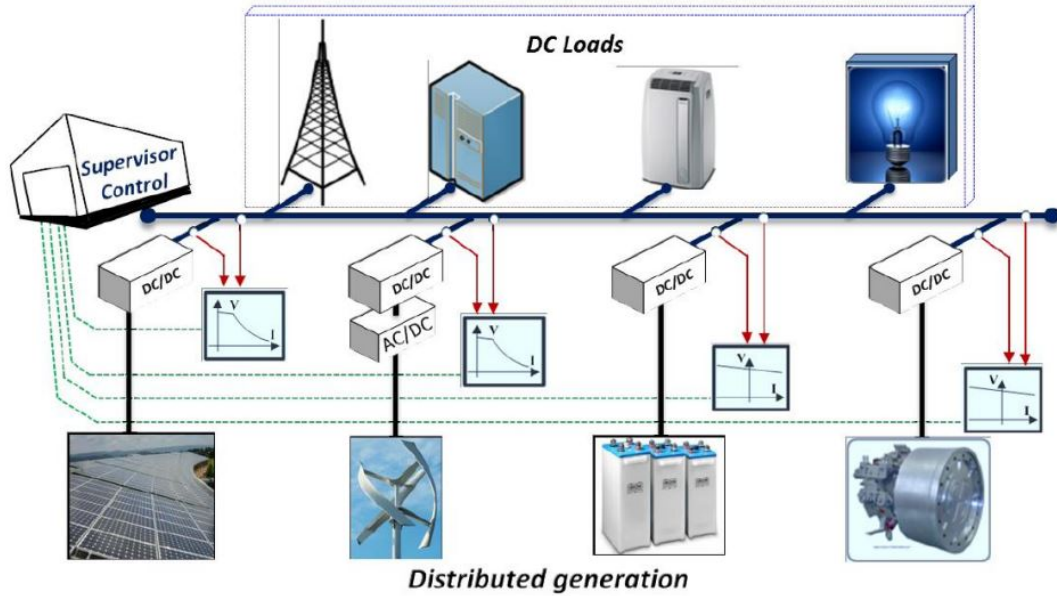 DC Loads
Supervisor
Control
DC/DC
DC/DC
DC/DC
DC/DC
AC/DC
V
I
V
I
V
I
V
I
Distributed generation